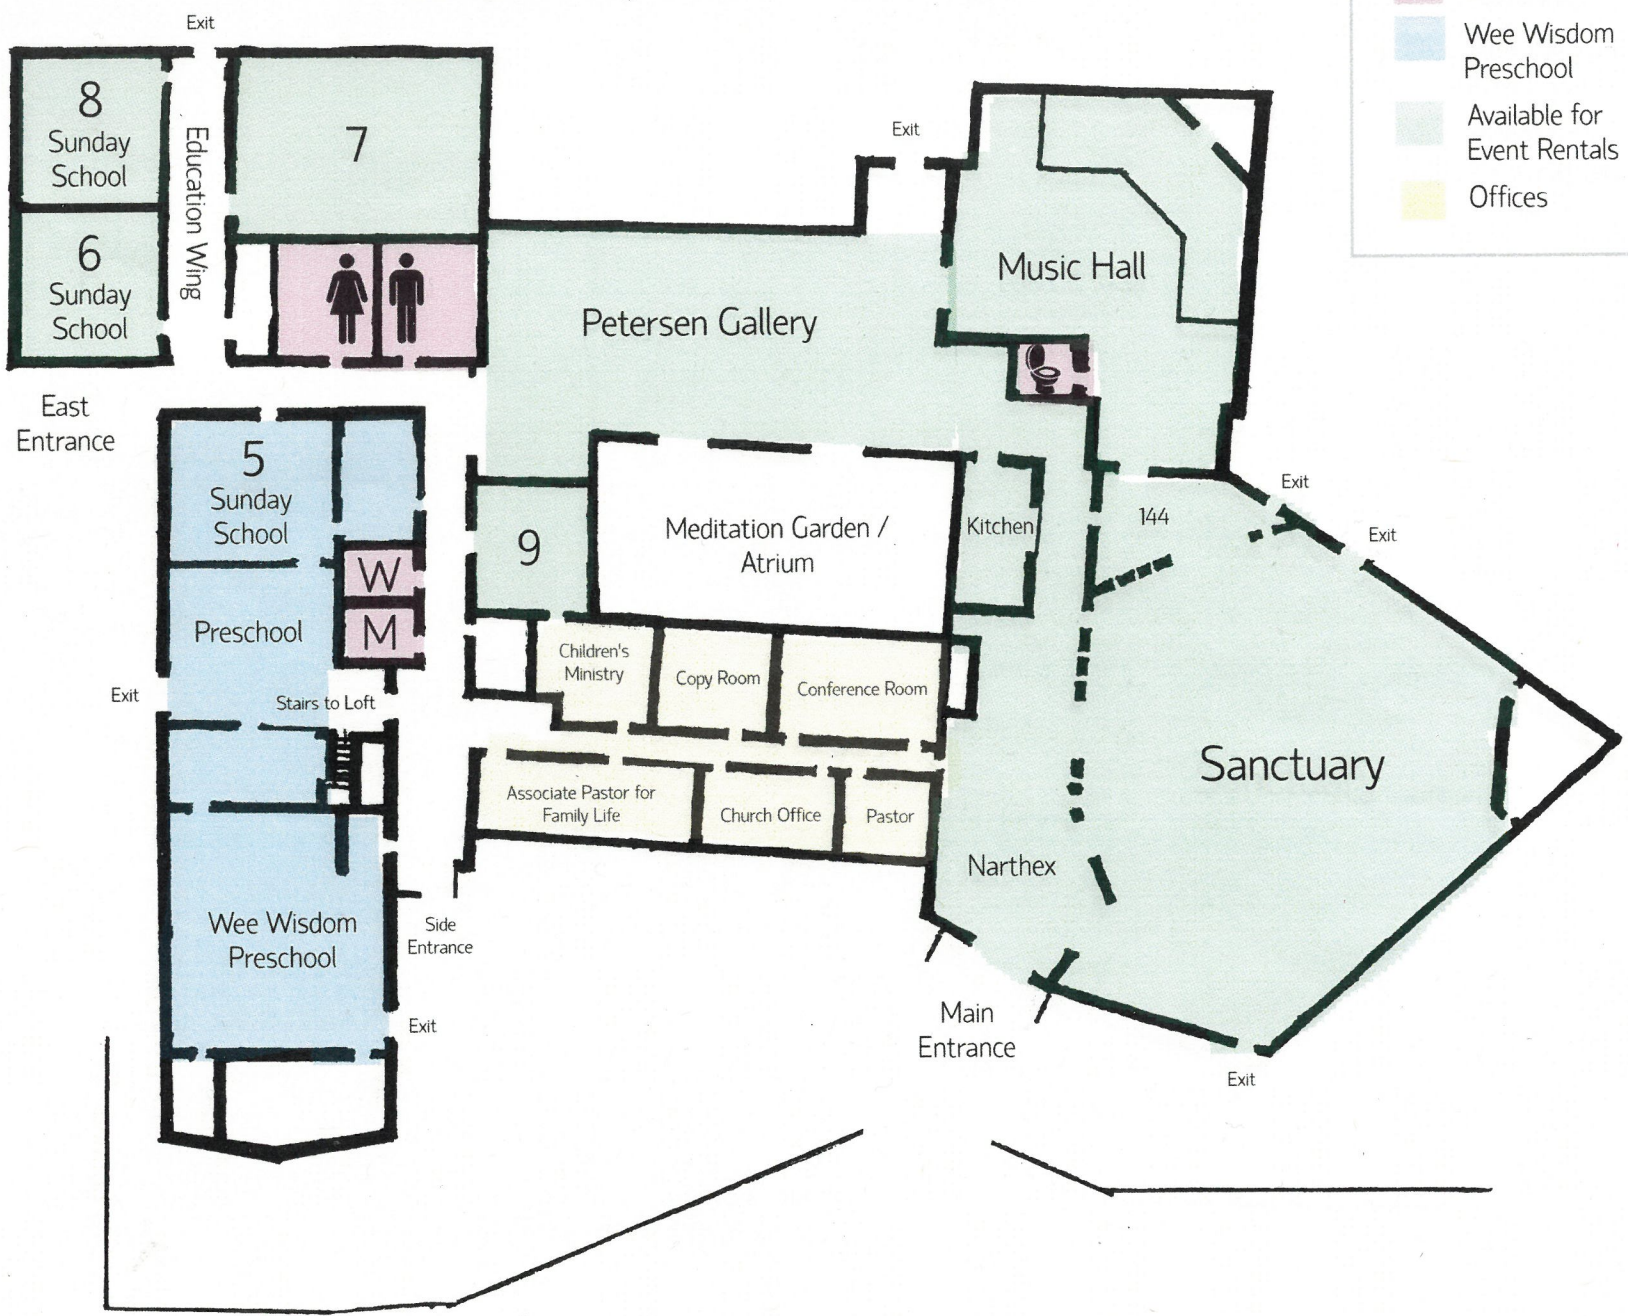 Exit
Wee Wisdom
Preschool
Available for
Event Rentals
Offices
8
Sunday
School
Education Wing
7
Exit
6
Sunday
School
Music Hall
Petersen Gallery
East
Entrance
5
Sunday
School
Exit
144
Kitchen
Exit
9
Meditation Garden /
Atrium
W
M
Preschool
Children's
Ministry
Copy Room
Conference Room
Exit
Stairs to Loft
Sanctuary
Associate Pastor for
Family Life
Church Office
Pastor
Narthex
Wee Wisdom
Preschool
Side
Entrance
Main
Entrance
Exit
Exit